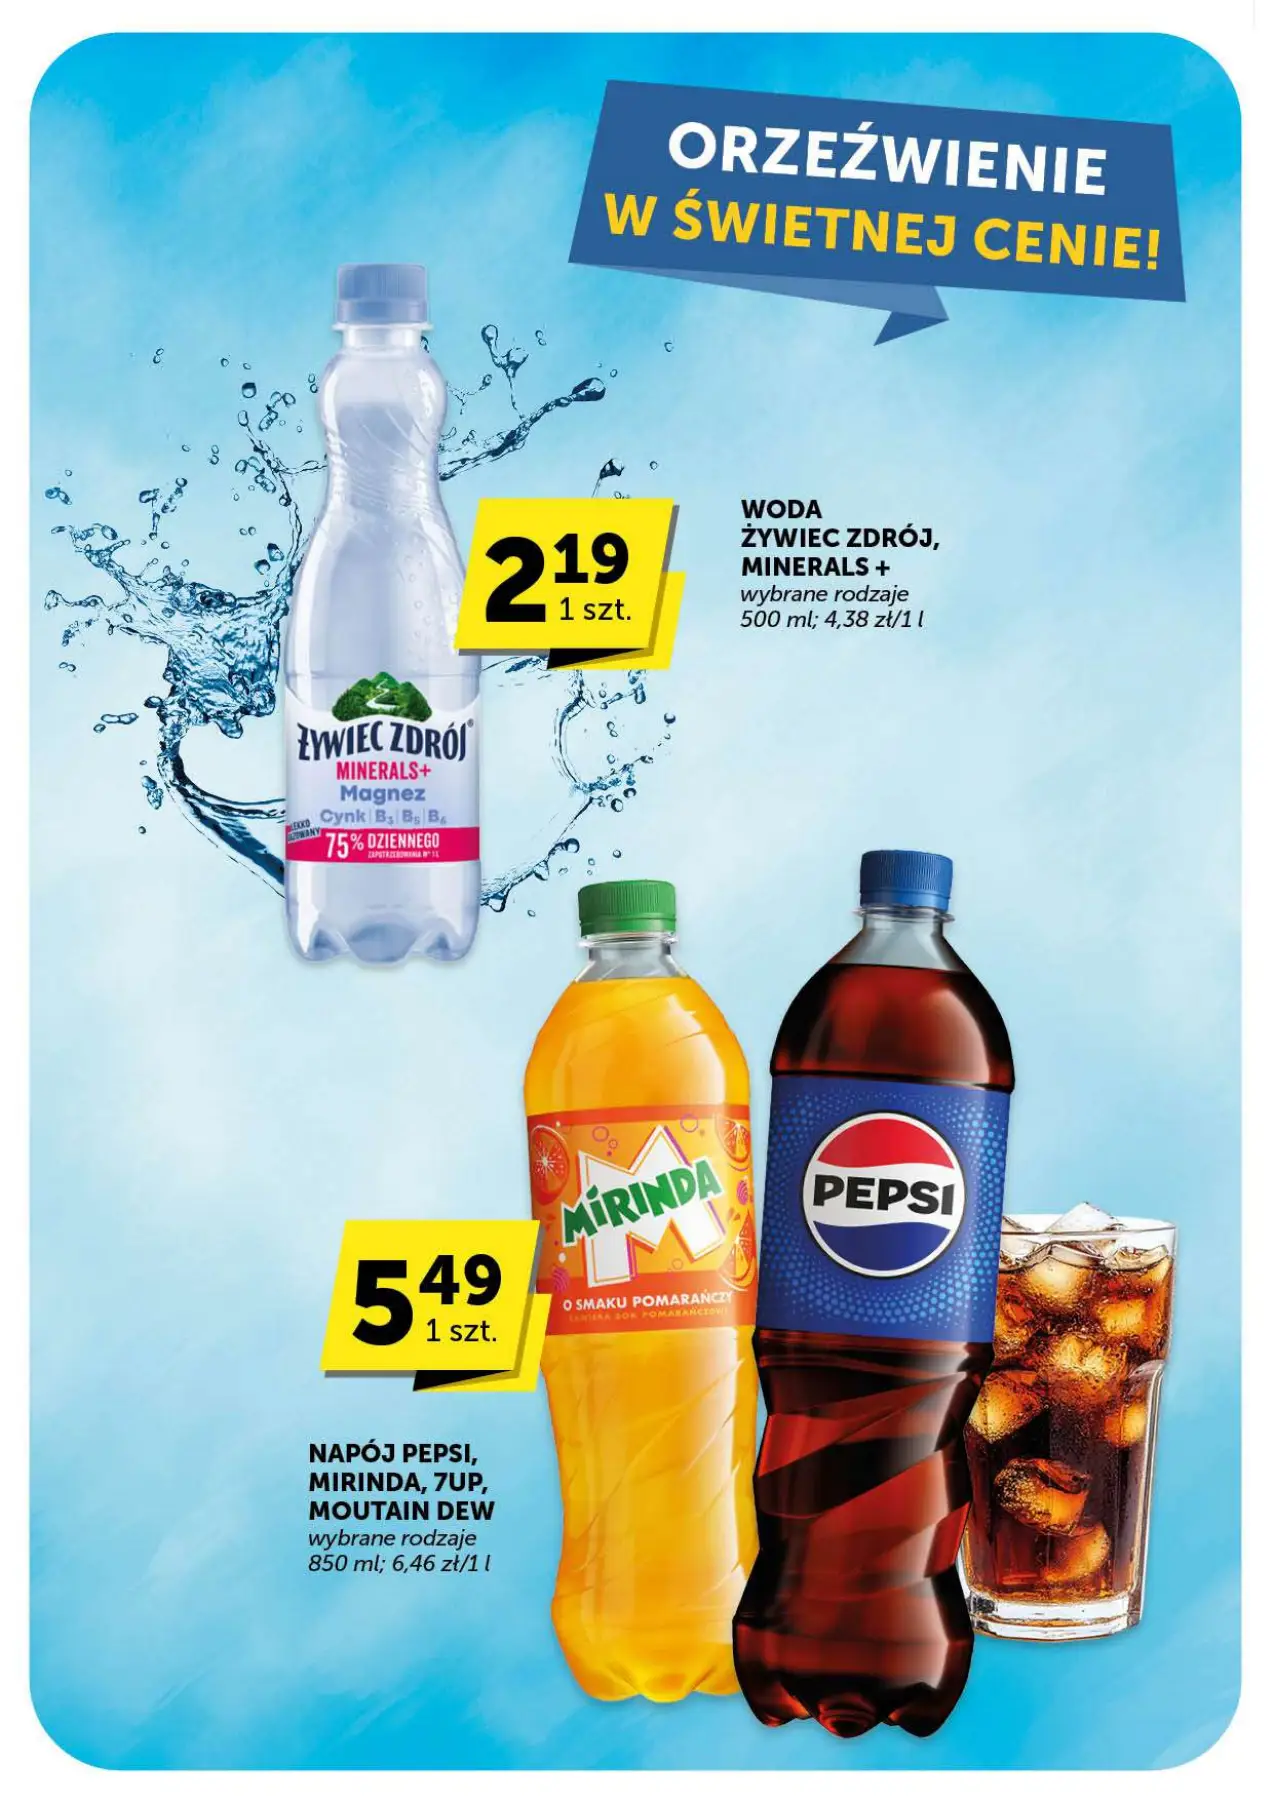 ORZEŹWIENIE
W ŚWIETNEJ CENIE!
2 19
1 szt.
WODA
ŻYWIEC ZDRÓJ,
MINERALS +
wybrane rodzaje
500 ml; 4,38 zł/1 l
ŻYWIEC ZDRÓJ®
MINERALS+
Magnez
Cynk | B3 | B5 | B6
75% DZIENNEGO
ZAPOTRZEBOWANIA W 1 L
MIRINDA
O SMAKU POMARAŃCZY
PEPSI
5 49
1 szt.
NAPÓJ PEPSI,
MIRINDA, 7UP,
MOUTAIN DEW
wybrane rodzaje
850 ml; 6,46 zł/1 l